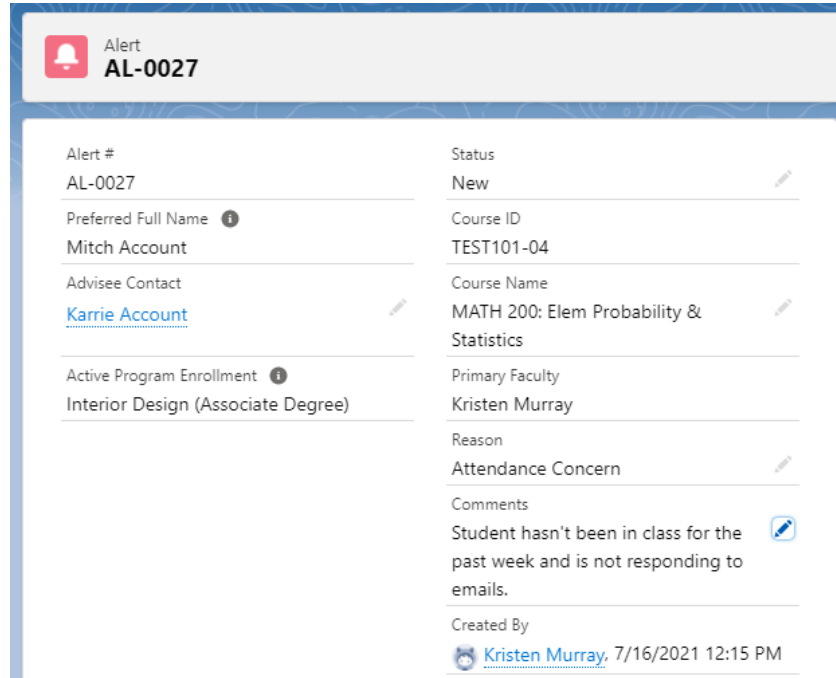 Alert
AL-0027
Alert #
AL-0027
Preferred Full Name
Mitch Account
Advisee Contact
Karrie Account
Active Program Enrollment
Interior Design (Associate Degree)
Status
New
Course ID
TEST101-04
Course Name
MATH 200: Elem Probability &
Statistics
Primary Faculty
Kristen Murray
Reason
Attendance Concern
Comments
Student hasn't been in class for the
past week and is not responding to
emails.
Created By
Kristen Murray, 7/16/2021 12:15 PM